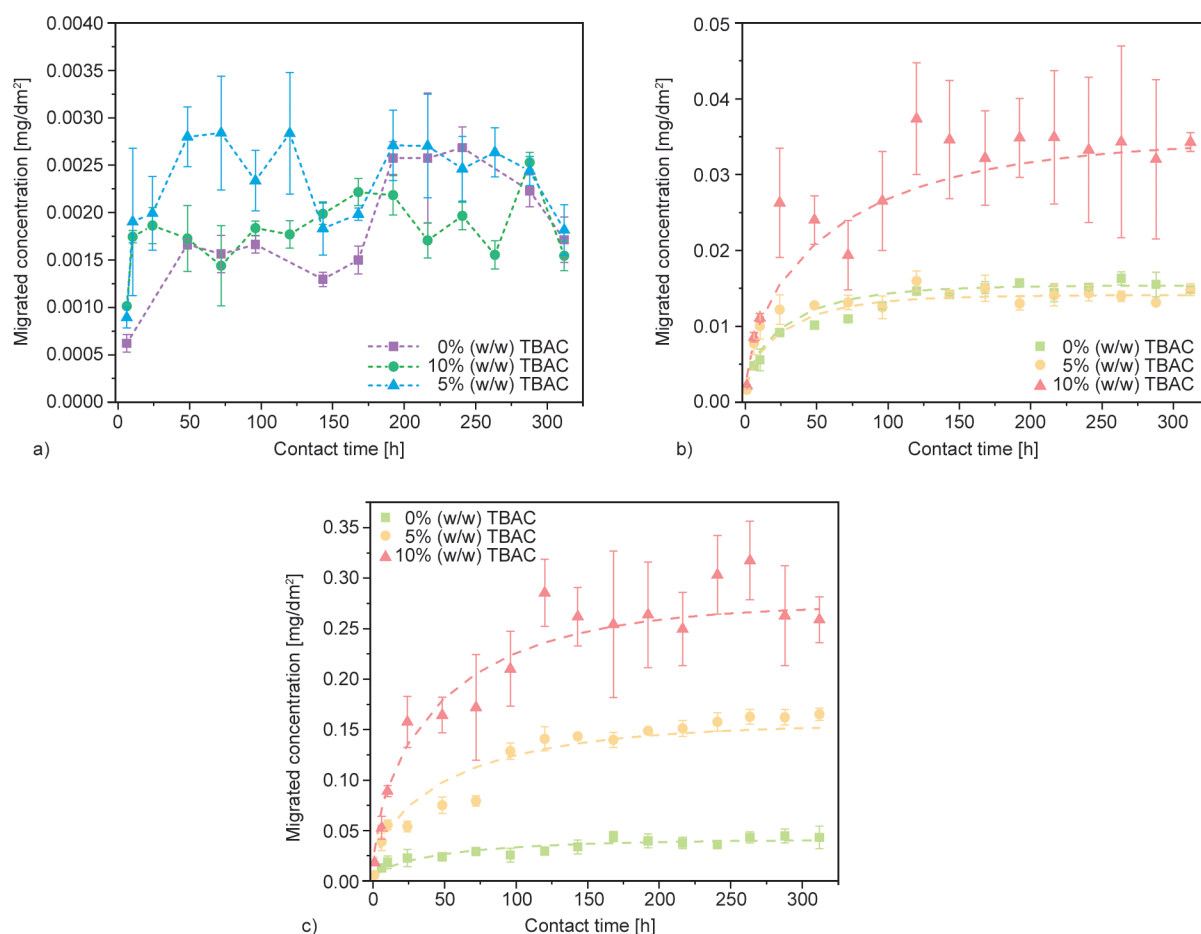 0.0040
0.0035
0.0030
0.0025
0.0020
0.0015
0.0010
0.0005
0.0000
Migrated concentration [mg/dm²]
0% (w/w) TBAC
10% (w/w) TBAC
5% (w/w) TBAC
0 50 100 150 200 250 300
Contact time [h]
a)
0.05
0.04
0.03
0.02
0.01
0.00
Migrated concentration [mg/dm²]
0% (w/w) TBAC
5% (w/w) TBAC
10% (w/w) TBAC
0 50 100 150 200 250 300
Contact time [h]
b)
0.35
0.30
0.25
0.20
0.15
0.10
0.05
0.00
Migrated concentration [mg/dm²]
0% (w/w) TBAC
5% (w/w) TBAC
10% (w/w) TBAC
0 50 100 150 200 250 300
Contact time [h]
c)